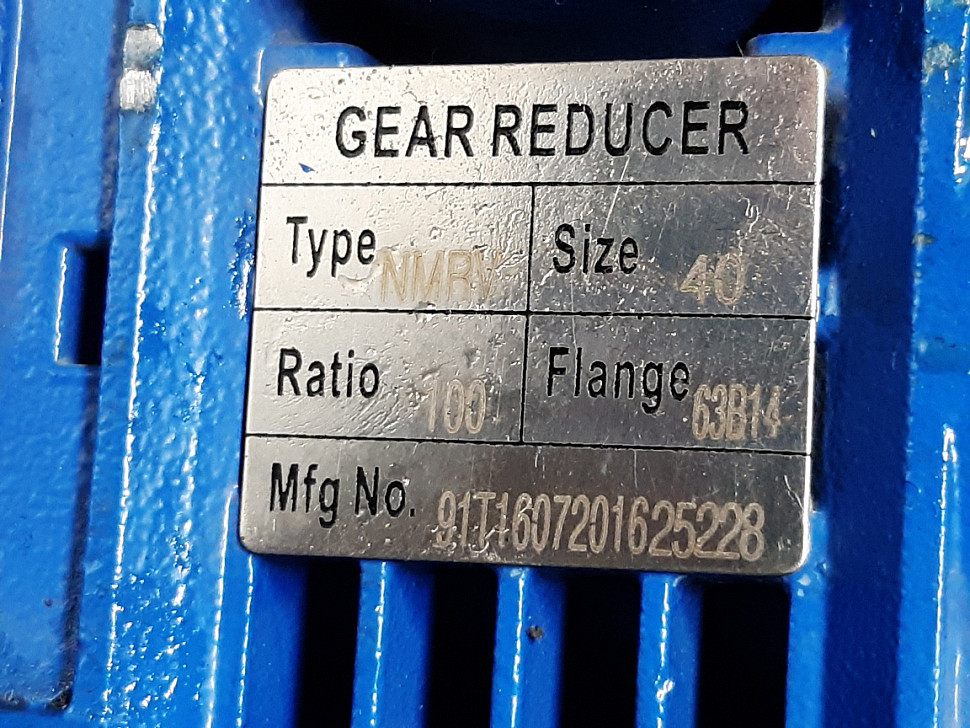 GEAR REDUCER
Type NMRV Size 40
Ratio 100 Flange 63B14
Mfg No. 91T1607201625228